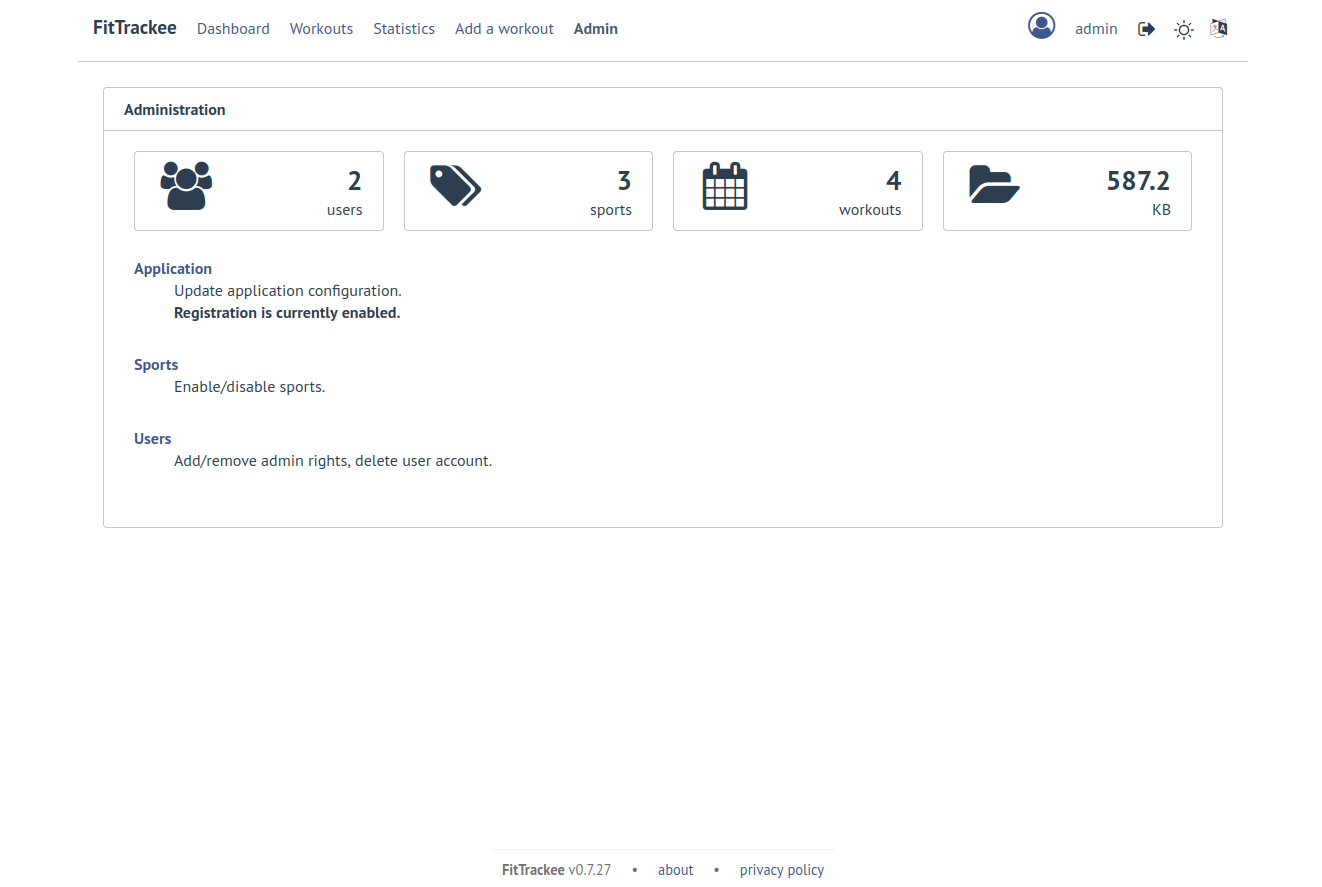 FitTrackee Dashboard Workouts Statistics Add a workout Admin admin
Administration
2
users
3
sports
4
workouts
587.2
KB
Application
Update application configuration.
Registration is currently enabled.
Sports
Enable/disable sports.
Users
Add/remove admin rights, delete user account.
FitTrackee v0.7.27 • about • privacy policy